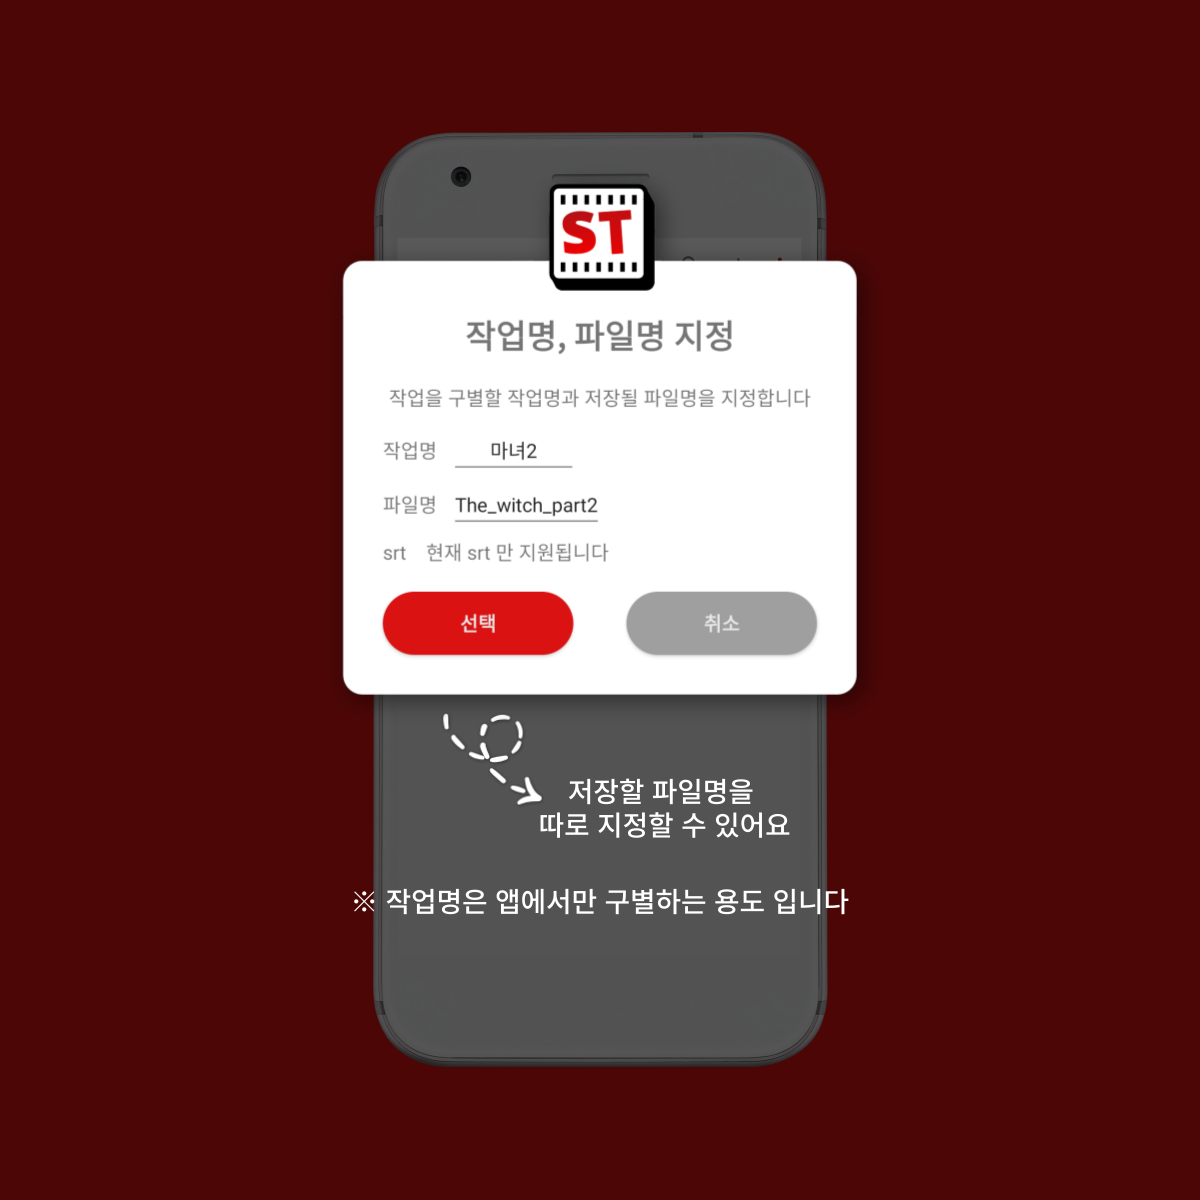 ST
작업명, 파일명 지정
작업을 구별할 작업명과 저장될 파일명을 지정합니다
작업명 마녀2
파일명 The_witch_part2
srt 현재 srt 만 지원됩니다
선택 취소
저장할 파일명을
따로 지정할 수 있어요
※ 작업명은 앱에서만 구별하는 용도 입니다